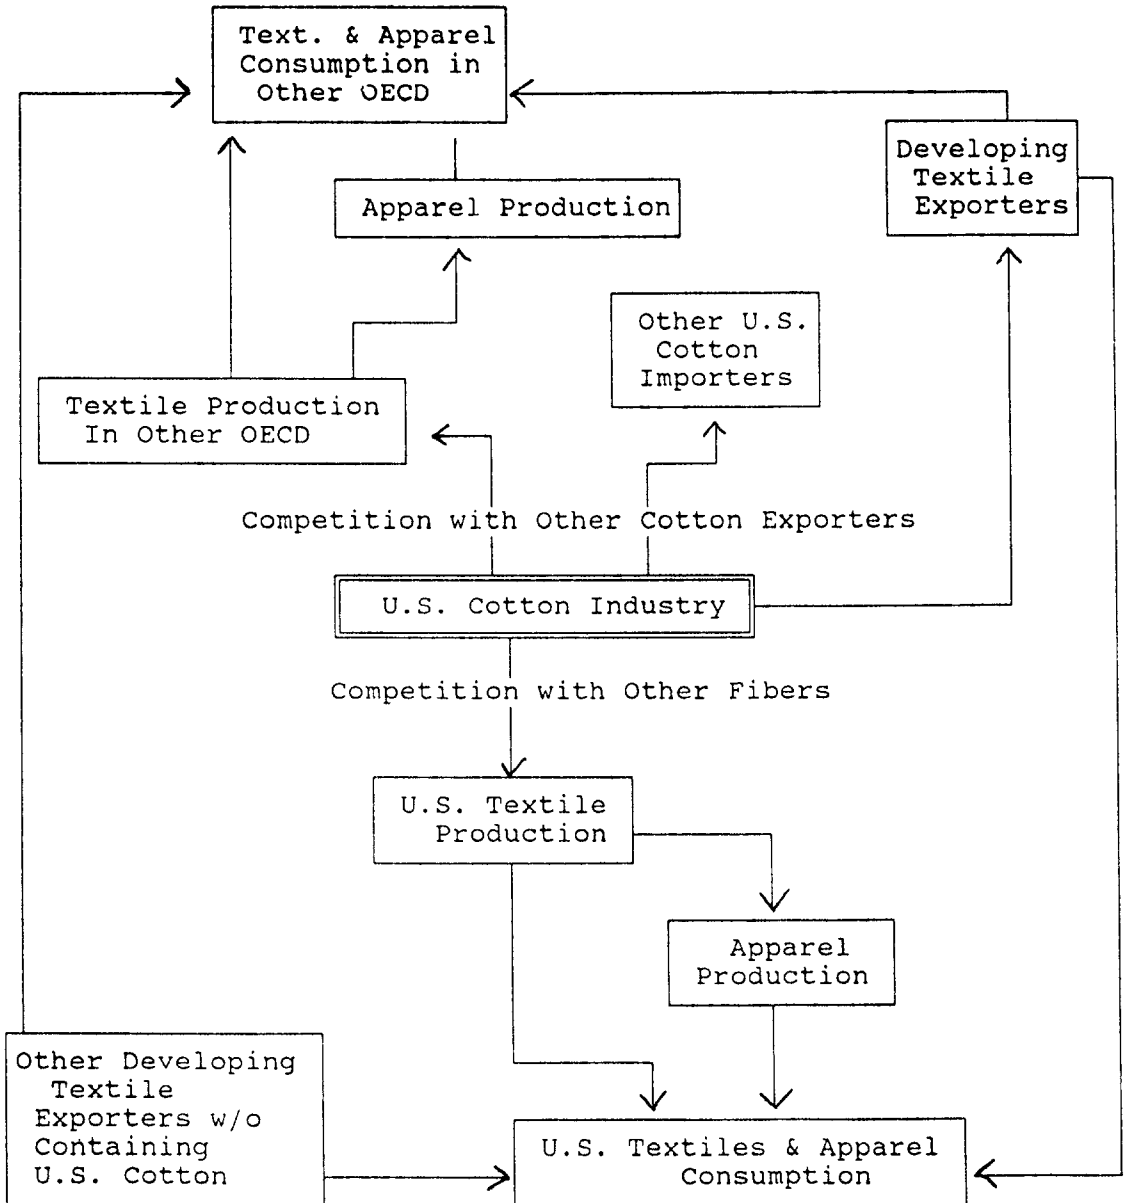 Text. & Apparel
Consumption in
Other OECD
Developing
Textile
Exporters
Apparel Production
Other U.S.
Cotton
Importers
Textile Production
In Other OECD
Competition with Other Cotton Exporters
U.S. Cotton Industry
Competition with Other Fibers
U.S. Textile
Production
Apparel
Production
Other Developing
Textile
Exporters w/o
Containing
U.S. Cotton
U.S. Textiles & Apparel
Consumption